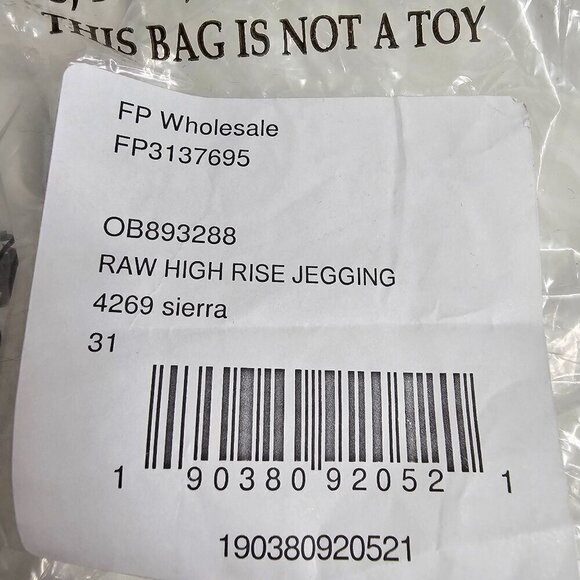 THIS BAG IS NOT A TOY
FP Wholesale
FP3137695
OB893288
RAW HIGH RISE JEGGING
4269 sierra
31
1 90380 92052 1
190380920521